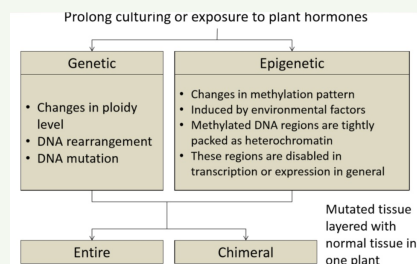 Prolong culturing or exposure to plant hormones
Genetic
• Changes in ploidy
level
• DNA rearrangement
• DNA mutation
Epigenetic
• Changes in methylation pattern
• Induced by environmental factors
• Methylated DNA regions are tightly
packed as heterochromatin
• These regions are disabled in
transcription or expression in general
Entire
Chimeral
Mutated tissue
layered with
normal tissue in
one plant